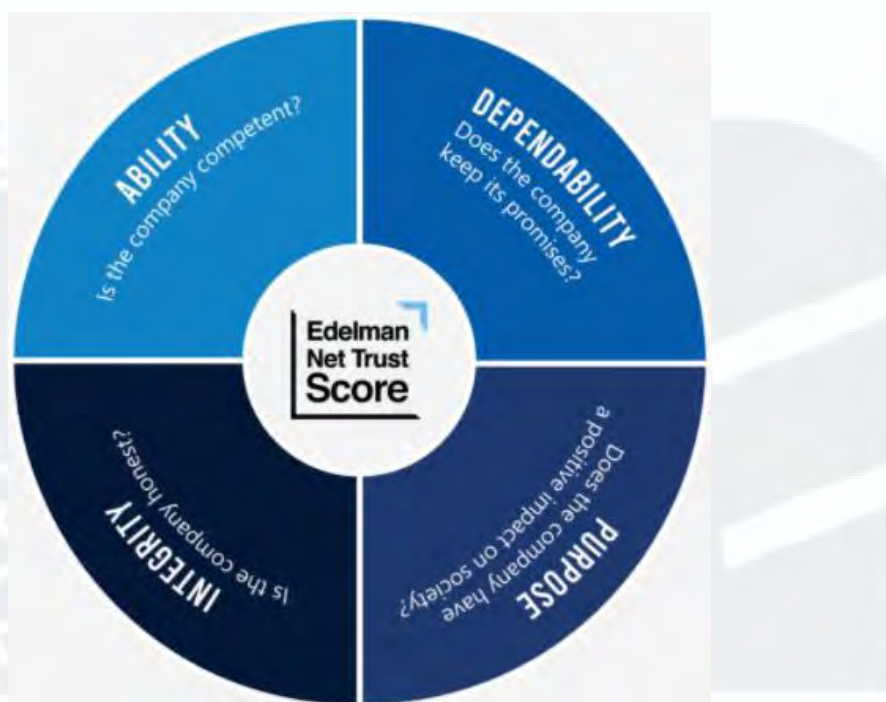 ABILITY
Is the company competent?
DEPENDABILITY
Does the company
keep its promises?
Edelman
Net Trust
Score
INTEGRITY
Is the company honest?
PURPOSE
Does the company have
a positive impact on society?